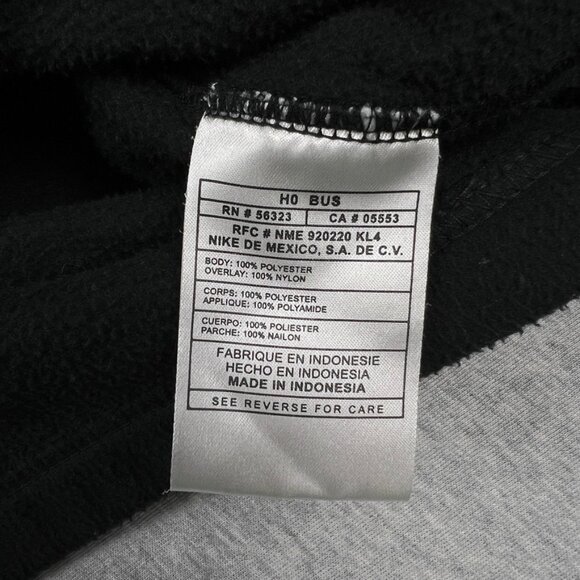 H0 BUS
RN # 56323 CA # 05553
RFC # NME 920220 KL4
NIKE DE MEXICO, S.A. DE C.V.
BODY: 100% POLYESTER
OVERLAY: 100% NYLON
CORPS: 100% POLYESTER
APPLIQUE: 100% POLYAMIDE
CUERPO: 100% POLIESTER
PARCHE: 100% NAILON
FABRIQUE EN INDONESIE
HECHO EN INDONESIA
MADE IN INDONESIA
SEE REVERSE FOR CARE